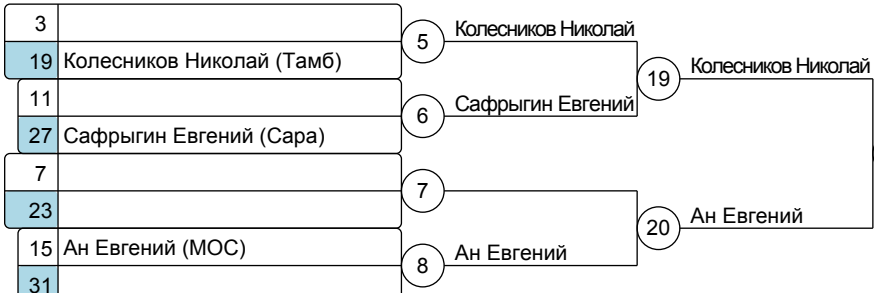 3
5
Колесников Николай
19 Колесников Николай (Тамб)
19
Колесников Николай
11
6
Сафрыгин Евгений
27 Сафрыгин Евгений (Сара)
7
7
23
20
Ан Евгений
15 Ан Евгений (МОС)
8
Ан Евгений
31